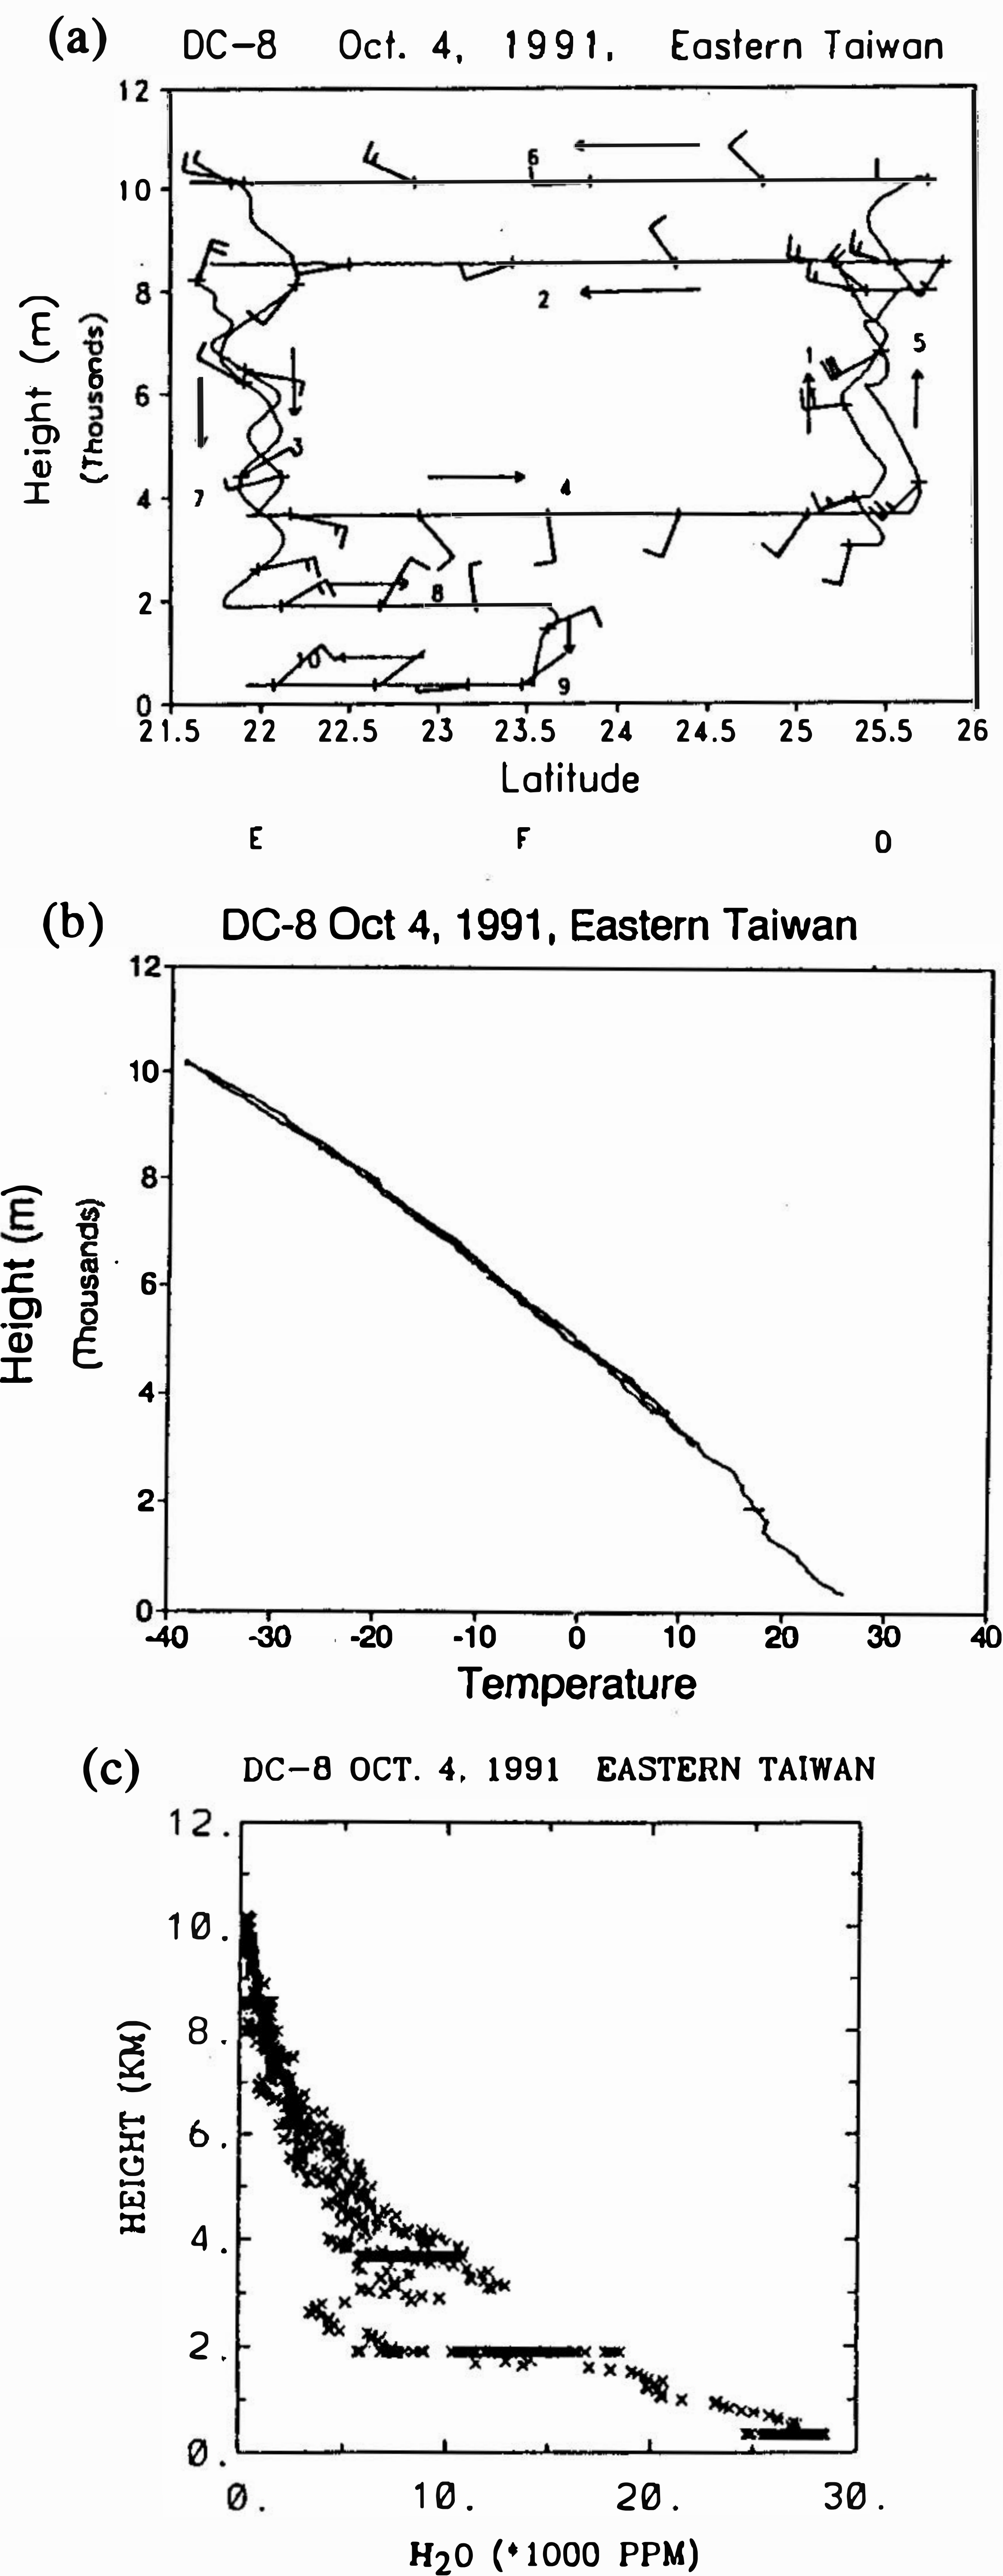 (a) DC-8 Oct. 4, 1991, Eastern Taiwan
12
10
8
6
4
2
0
Height (m)
(Thousands)
6
2
1
5
3
7
4
8
10
9
21.5 22 22.5 23 23.5 24 24.5 25 25.5 26
Latitude
E F D
(b) DC-8 Oct 4, 1991, Eastern Taiwan
12
10
8
6
4
2
0
Height (m)
(Thousands)
-40 -30 -20 -10 0 10 20 30 40
Temperature
(c) DC-8 OCT. 4, 1991 EASTERN TAIWAN
12.
10.
8.
6.
4.
2.
0.
HEIGHT (KM)
0. 10. 20. 30.
H2O (*1000 PPM)